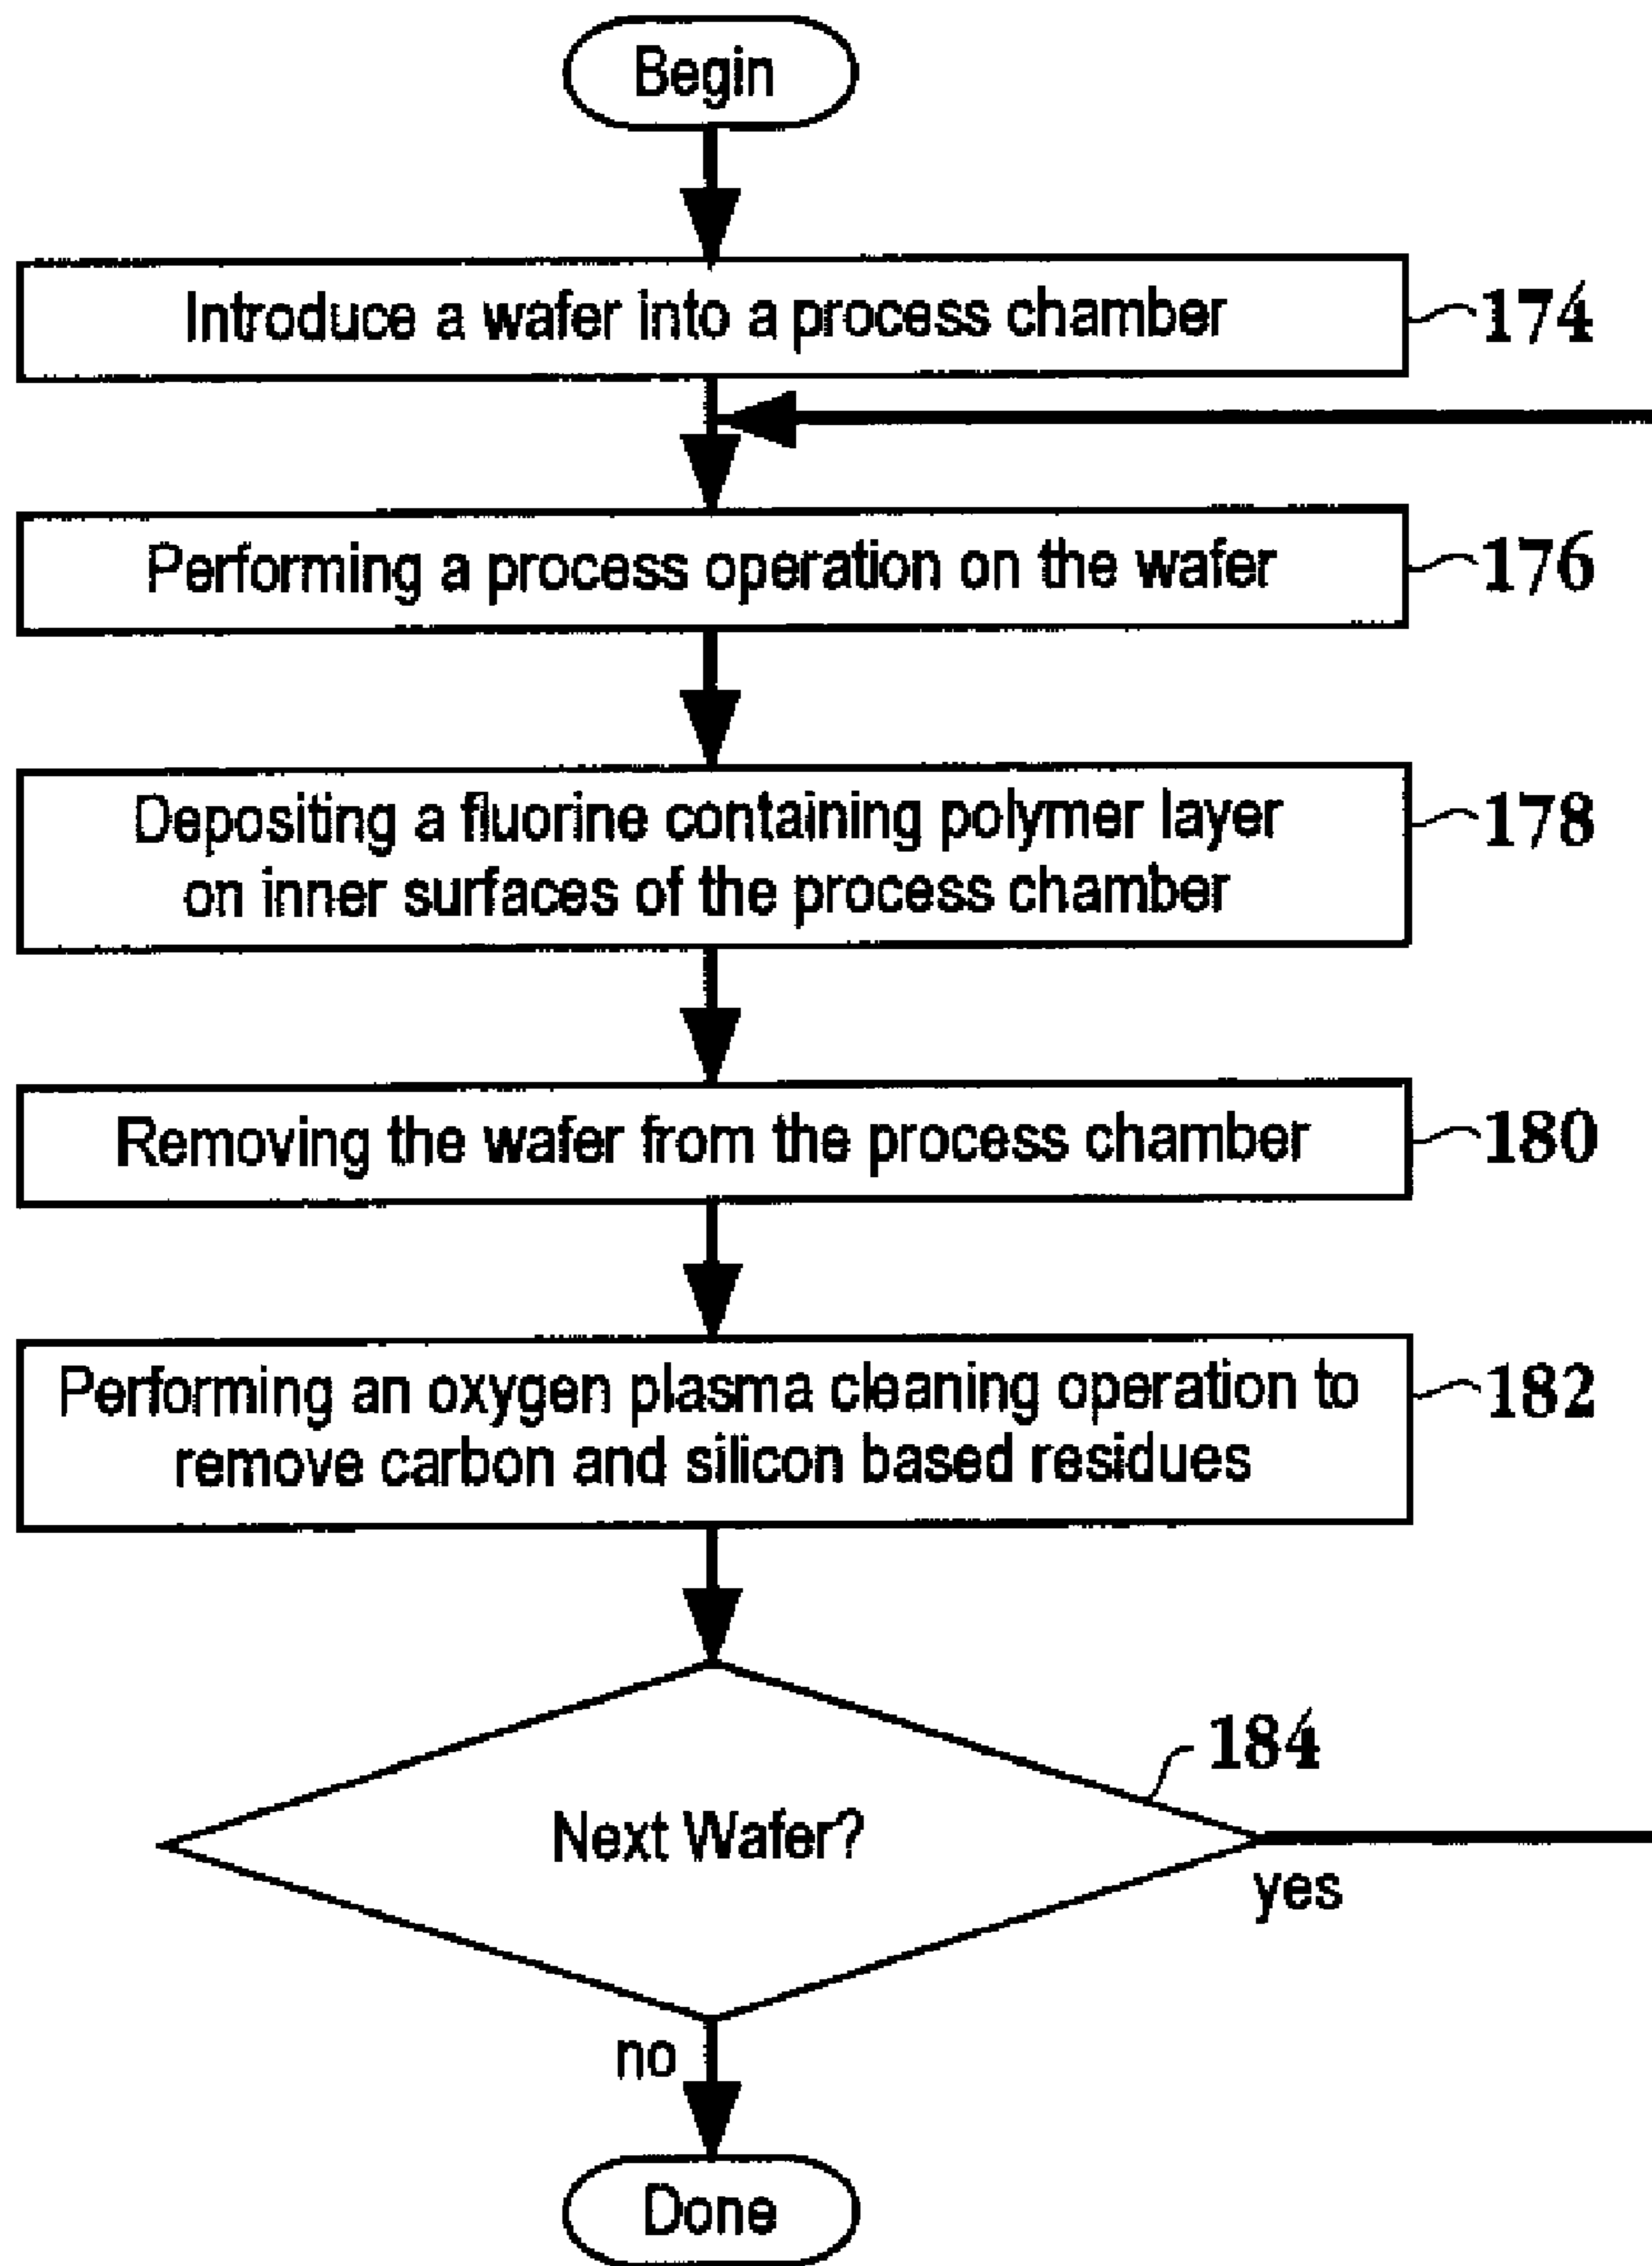 Begin
Introduce a wafer into a process chamber
174
Performing a process operation on the wafer
176
Depositing a fluorine containing polymer layer
on inner surfaces of the process chamber
178
Removing the wafer from the process chamber
180
Performing an oxygen plasma cleaning operation to
remove carbon and silicon based residues
182
184
Next Wafer?
yes
no
Done